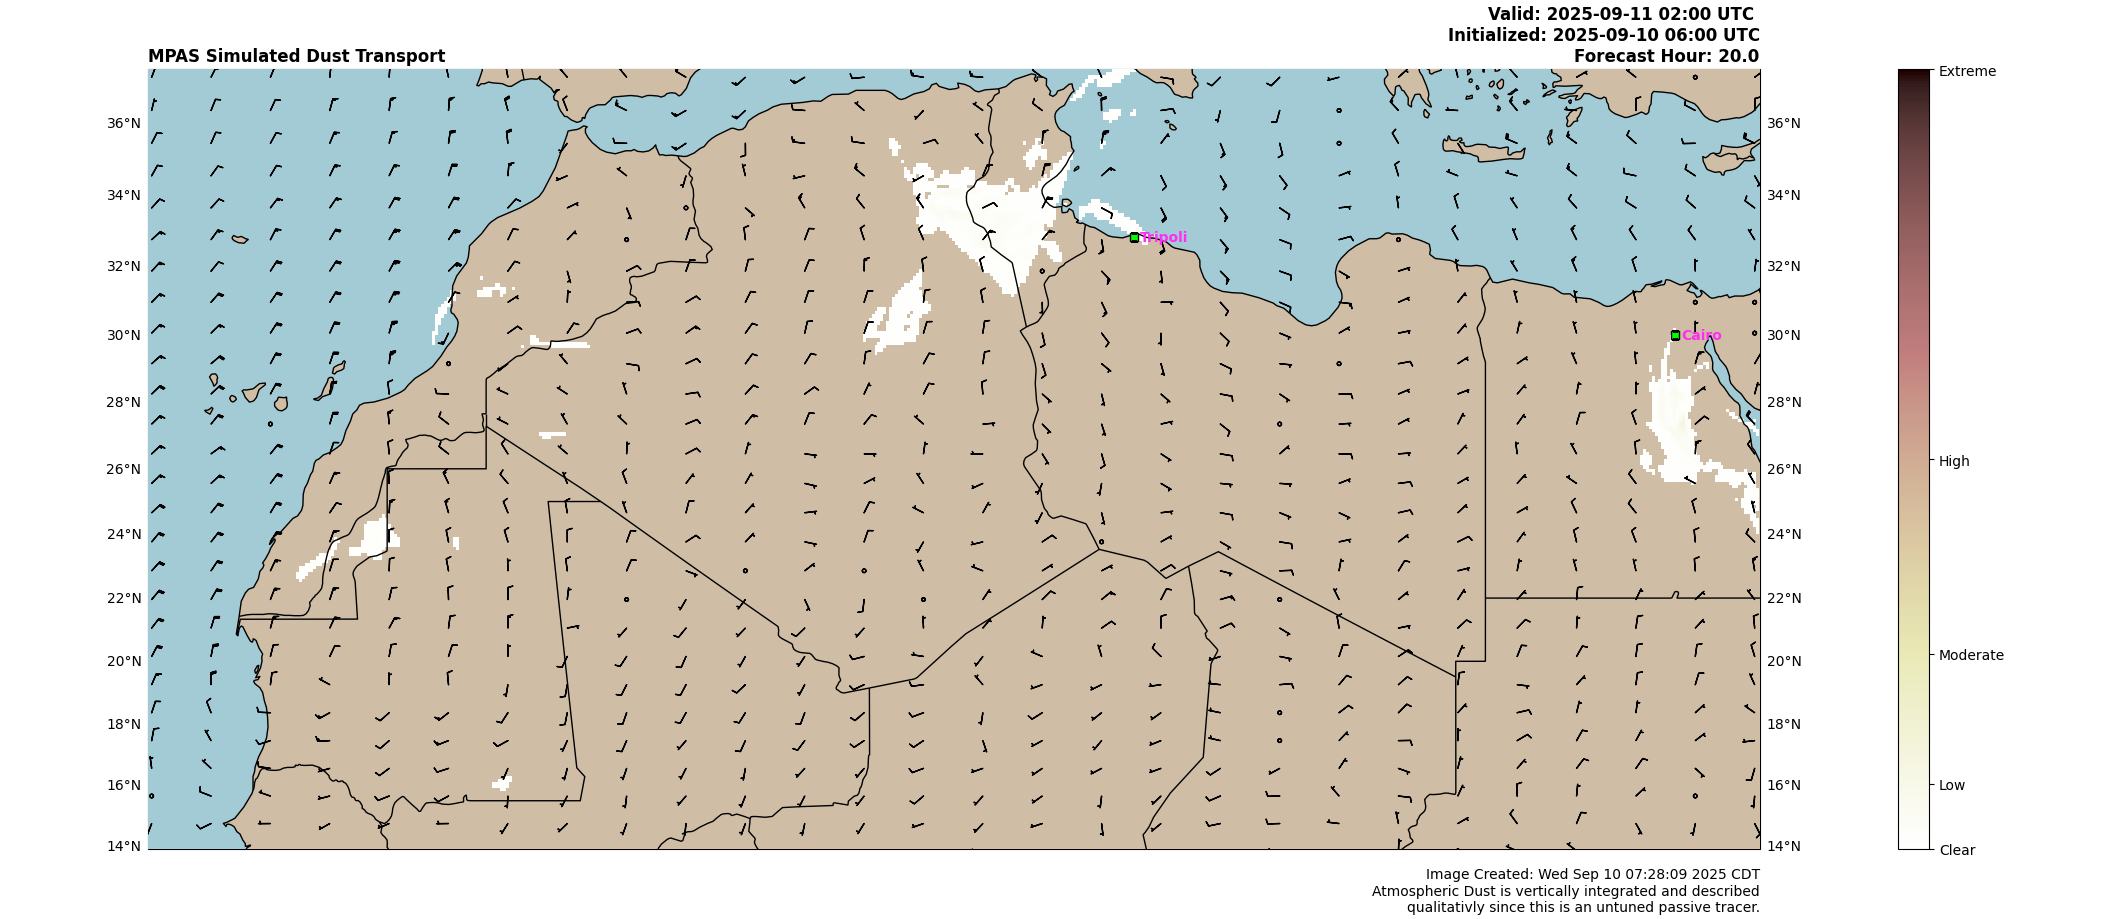 Valid: 2025-09-11 02:00 UTC
Initialized: 2025-09-10 06:00 UTC
MPAS Simulated Dust Transport
Forecast Hour: 20.0
Extreme
36°N 36°N
34°N 34°N
Tripoli
32°N 32°N
30°N Cairo 30°N
28°N 28°N
26°N 26°N
High
24°N 24°N
22°N 22°N
20°N 20°N
Moderate
18°N 18°N
16°N 16°N
Low
14°N 14°N
Clear
Image Created: Wed Sep 10 07:28:09 2025 CDT
Atmospheric Dust is vertically integrated and described
qualitativly since this is an untuned passive tracer.